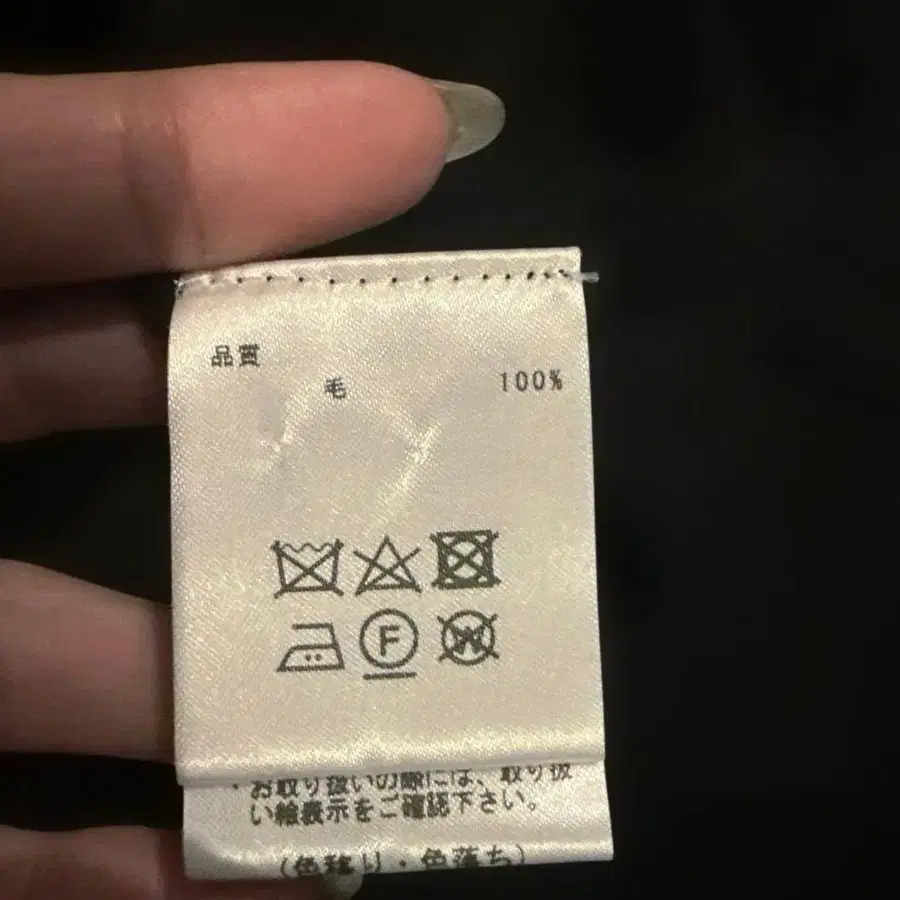 品質
毛 100%
F
W
・お取り扱いの際には、取り扱
い絵表示をご確認下さい。
(色移り・色落ち)